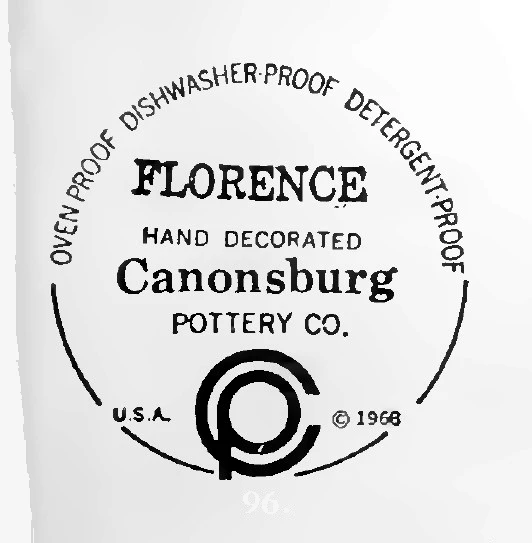 OVEN PROOF DISHWASHER-PROOF DETERGENT-PROOF
FLORENCE
HAND DECORATED
Canonsburg
POTTERY CO.
U.S.A.
© 1968
96.